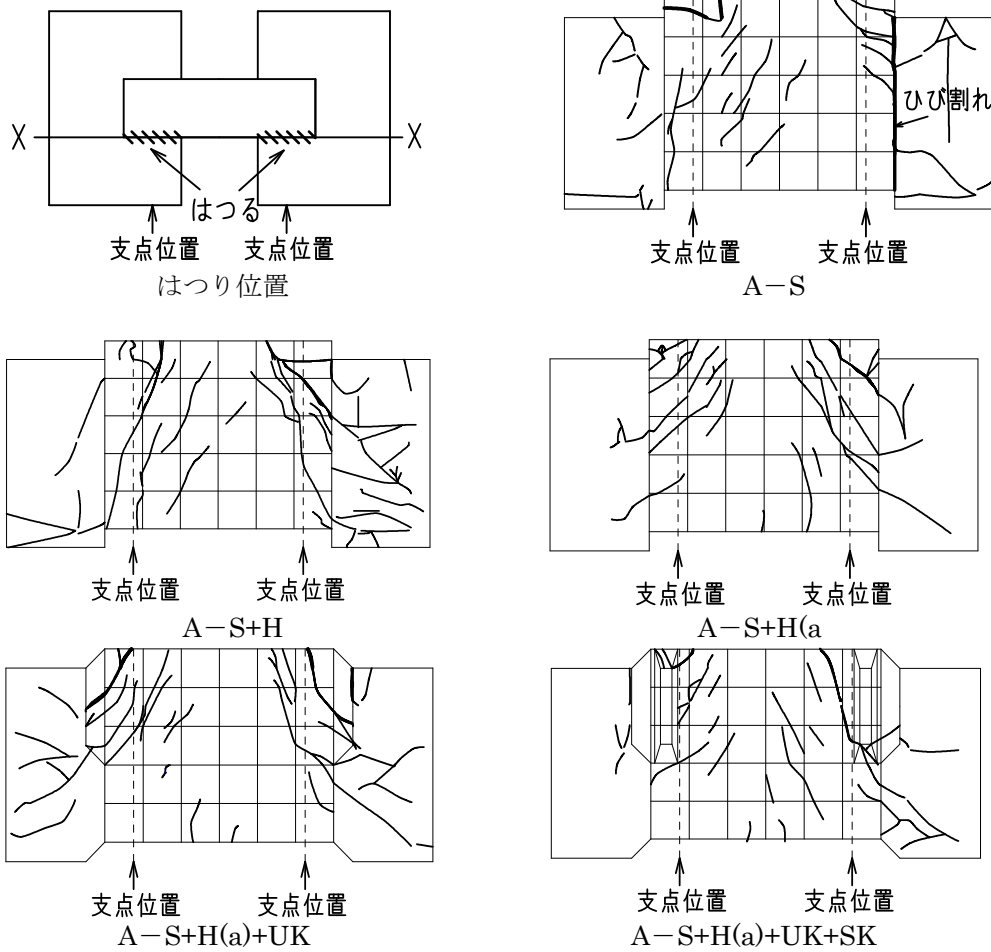 X X
はつる
支点位置 支点位置
はつり位置
ひび割れ
支点位置 支点位置
A－S
支点位置 支点位置
A－S+H
支点位置 支点位置
A－S+H(a
支点位置 支点位置
A－S+H(a)+UK
支点位置 支点位置
A－S+H(a)+UK+SK